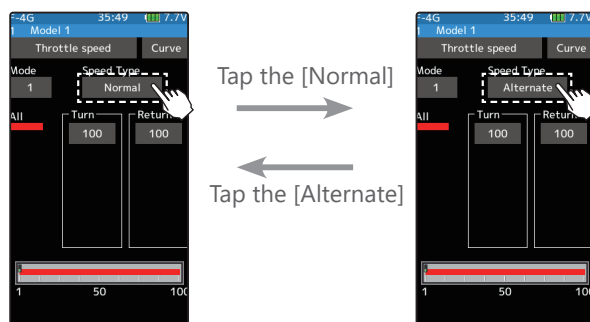 F-4G 35:49 7.7V
1 Model 1
Throttle speed Curve
Mode Speed Type
1 Normal
All Turn Return
100 100
1 50 100
Tap the [Normal]
Tap the [Alternate]
F-4G 35:49 7.7V
1 Model 1
Throttle speed Curve
Mode Speed Type
1 Alternate
All Turn Return
100 100
1 50 100